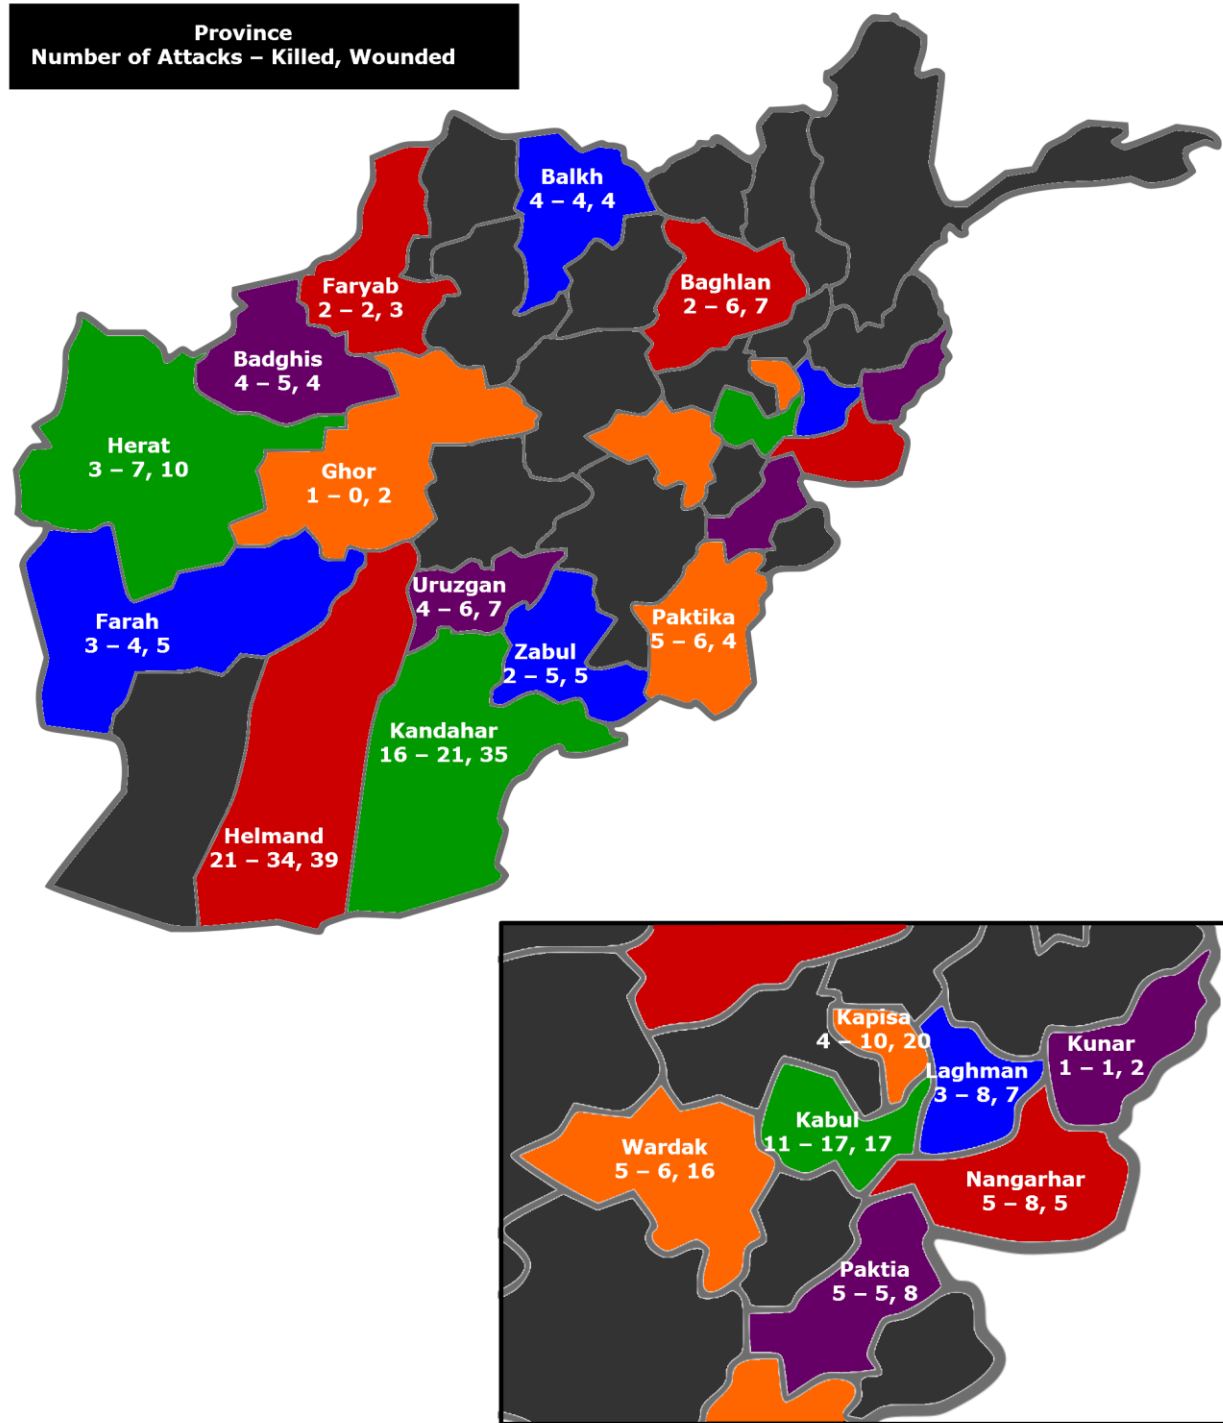 Province
Number of Attacks – Killed, Wounded
Balkh
4 – 4, 4
Faryab
2 – 2, 3
Baghlan
2 – 6, 7
Badghis
4 – 5, 4
Herat
3 – 7, 10
Ghor
1 – 0, 2
Uruzgan
4 – 6, 7
Farah
3 – 4, 5
Paktika
5 – 6, 4
Zabul
2 – 5, 5
Kandahar
16 – 21, 35
Helmand
21 – 34, 39
Kapisa
4 – 10, 20
Kunar
1 – 1, 2
Laghman
3 – 8, 7
Kabul
11 – 17, 17
Wardak
5 – 6, 16
Nangarhar
5 – 8, 5
Paktia
5 – 5, 8